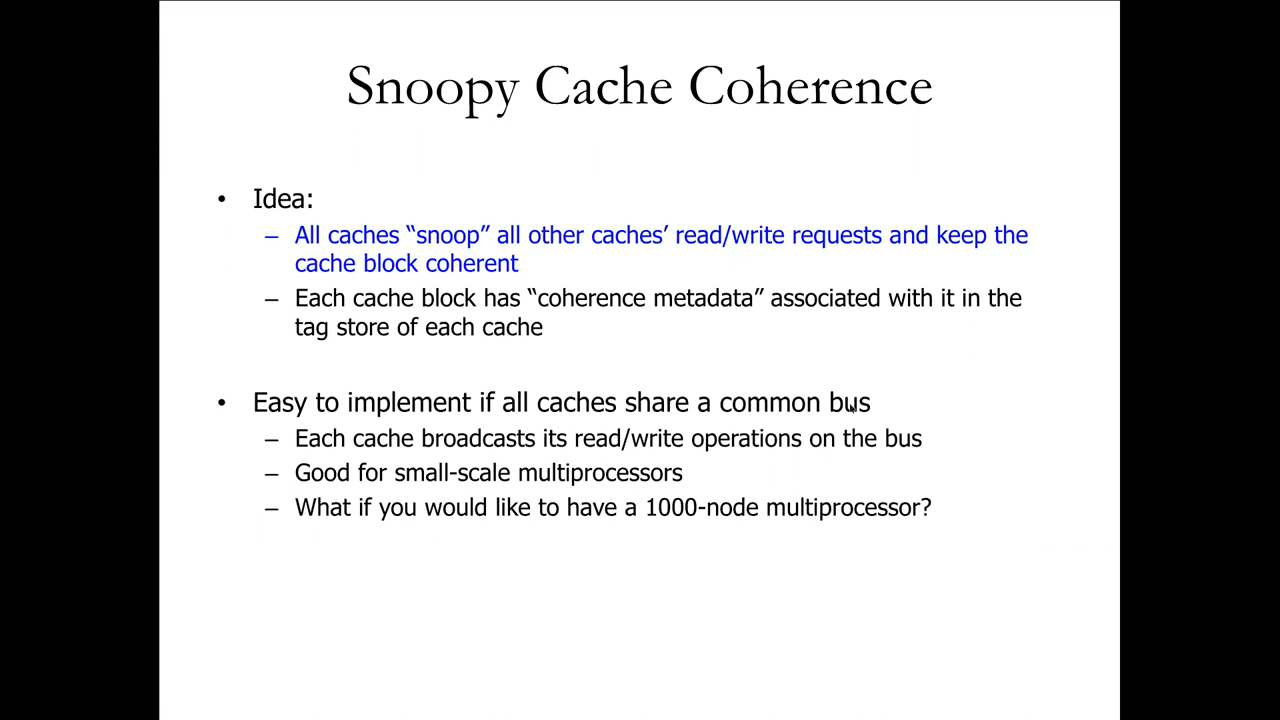 Snoopy Cache Coherence
• Idea:
– All caches “snoop” all other caches’ read/write requests and keep the
cache block coherent
– Each cache block has “coherence metadata” associated with it in the
tag store of each cache
• Easy to implement if all caches share a common bus
– Each cache broadcasts its read/write operations on the bus
– Good for small-scale multiprocessors
– What if you would like to have a 1000-node multiprocessor?